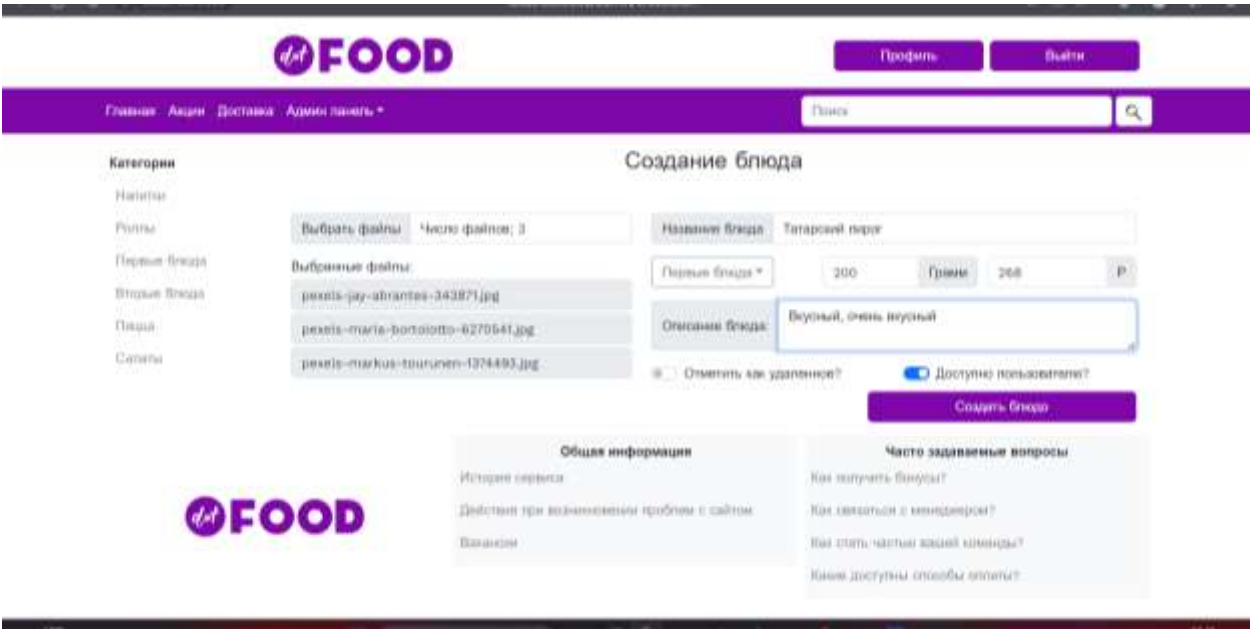 dot FOOD
Профиль
Выйти
Главная Акции Доставка Админ панель
Поиск
Категории
Создание блюда
Напитки
Роллы
Первые блюда
Вторые блюда
Пицца
Салаты
Выбрать файлы Число файлов: 3
Выбранные файлы:
pexels-jay-abrantes-343871.jpg
pexels-maria-bortolotto-6270541.jpg
pexels-markus-tourunen-1374493.jpg
Название блюда Татарский пирог
Первые блюда 200 Грамм 268 Р
Описание блюда: Вкусный, очень вкусный
Отметить как удаленное? Доступно пользователю?
Создать блюдо
dot FOOD
Общая информация
История сервиса
Действия при возникновении проблем с сайтом
Вакансии
Часто задаваемые вопросы
Как получить бонусы?
Как связаться с менеджером?
Как стать частью вашей команды?
Какие доступны способы оплаты?